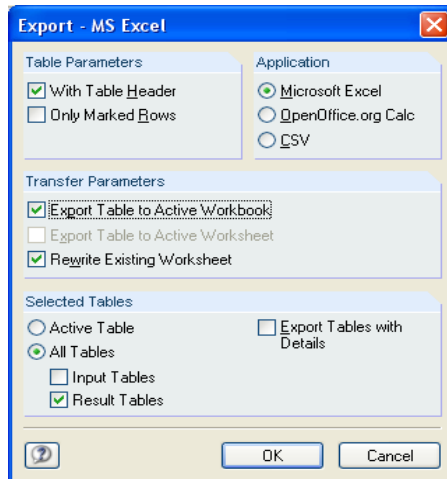 Export - MS Excel
Table Parameters
With Table Header
Only Marked Rows
Application
Microsoft Excel
OpenOffice.org Calc
CSV
Transfer Parameters
Export Table to Active Workbook
Export Table to Active Worksheet
Rewrite Existing Worksheet
Selected Tables
Active Table
All Tables
Input Tables
Result Tables
Export Tables with
Details
OK
Cancel